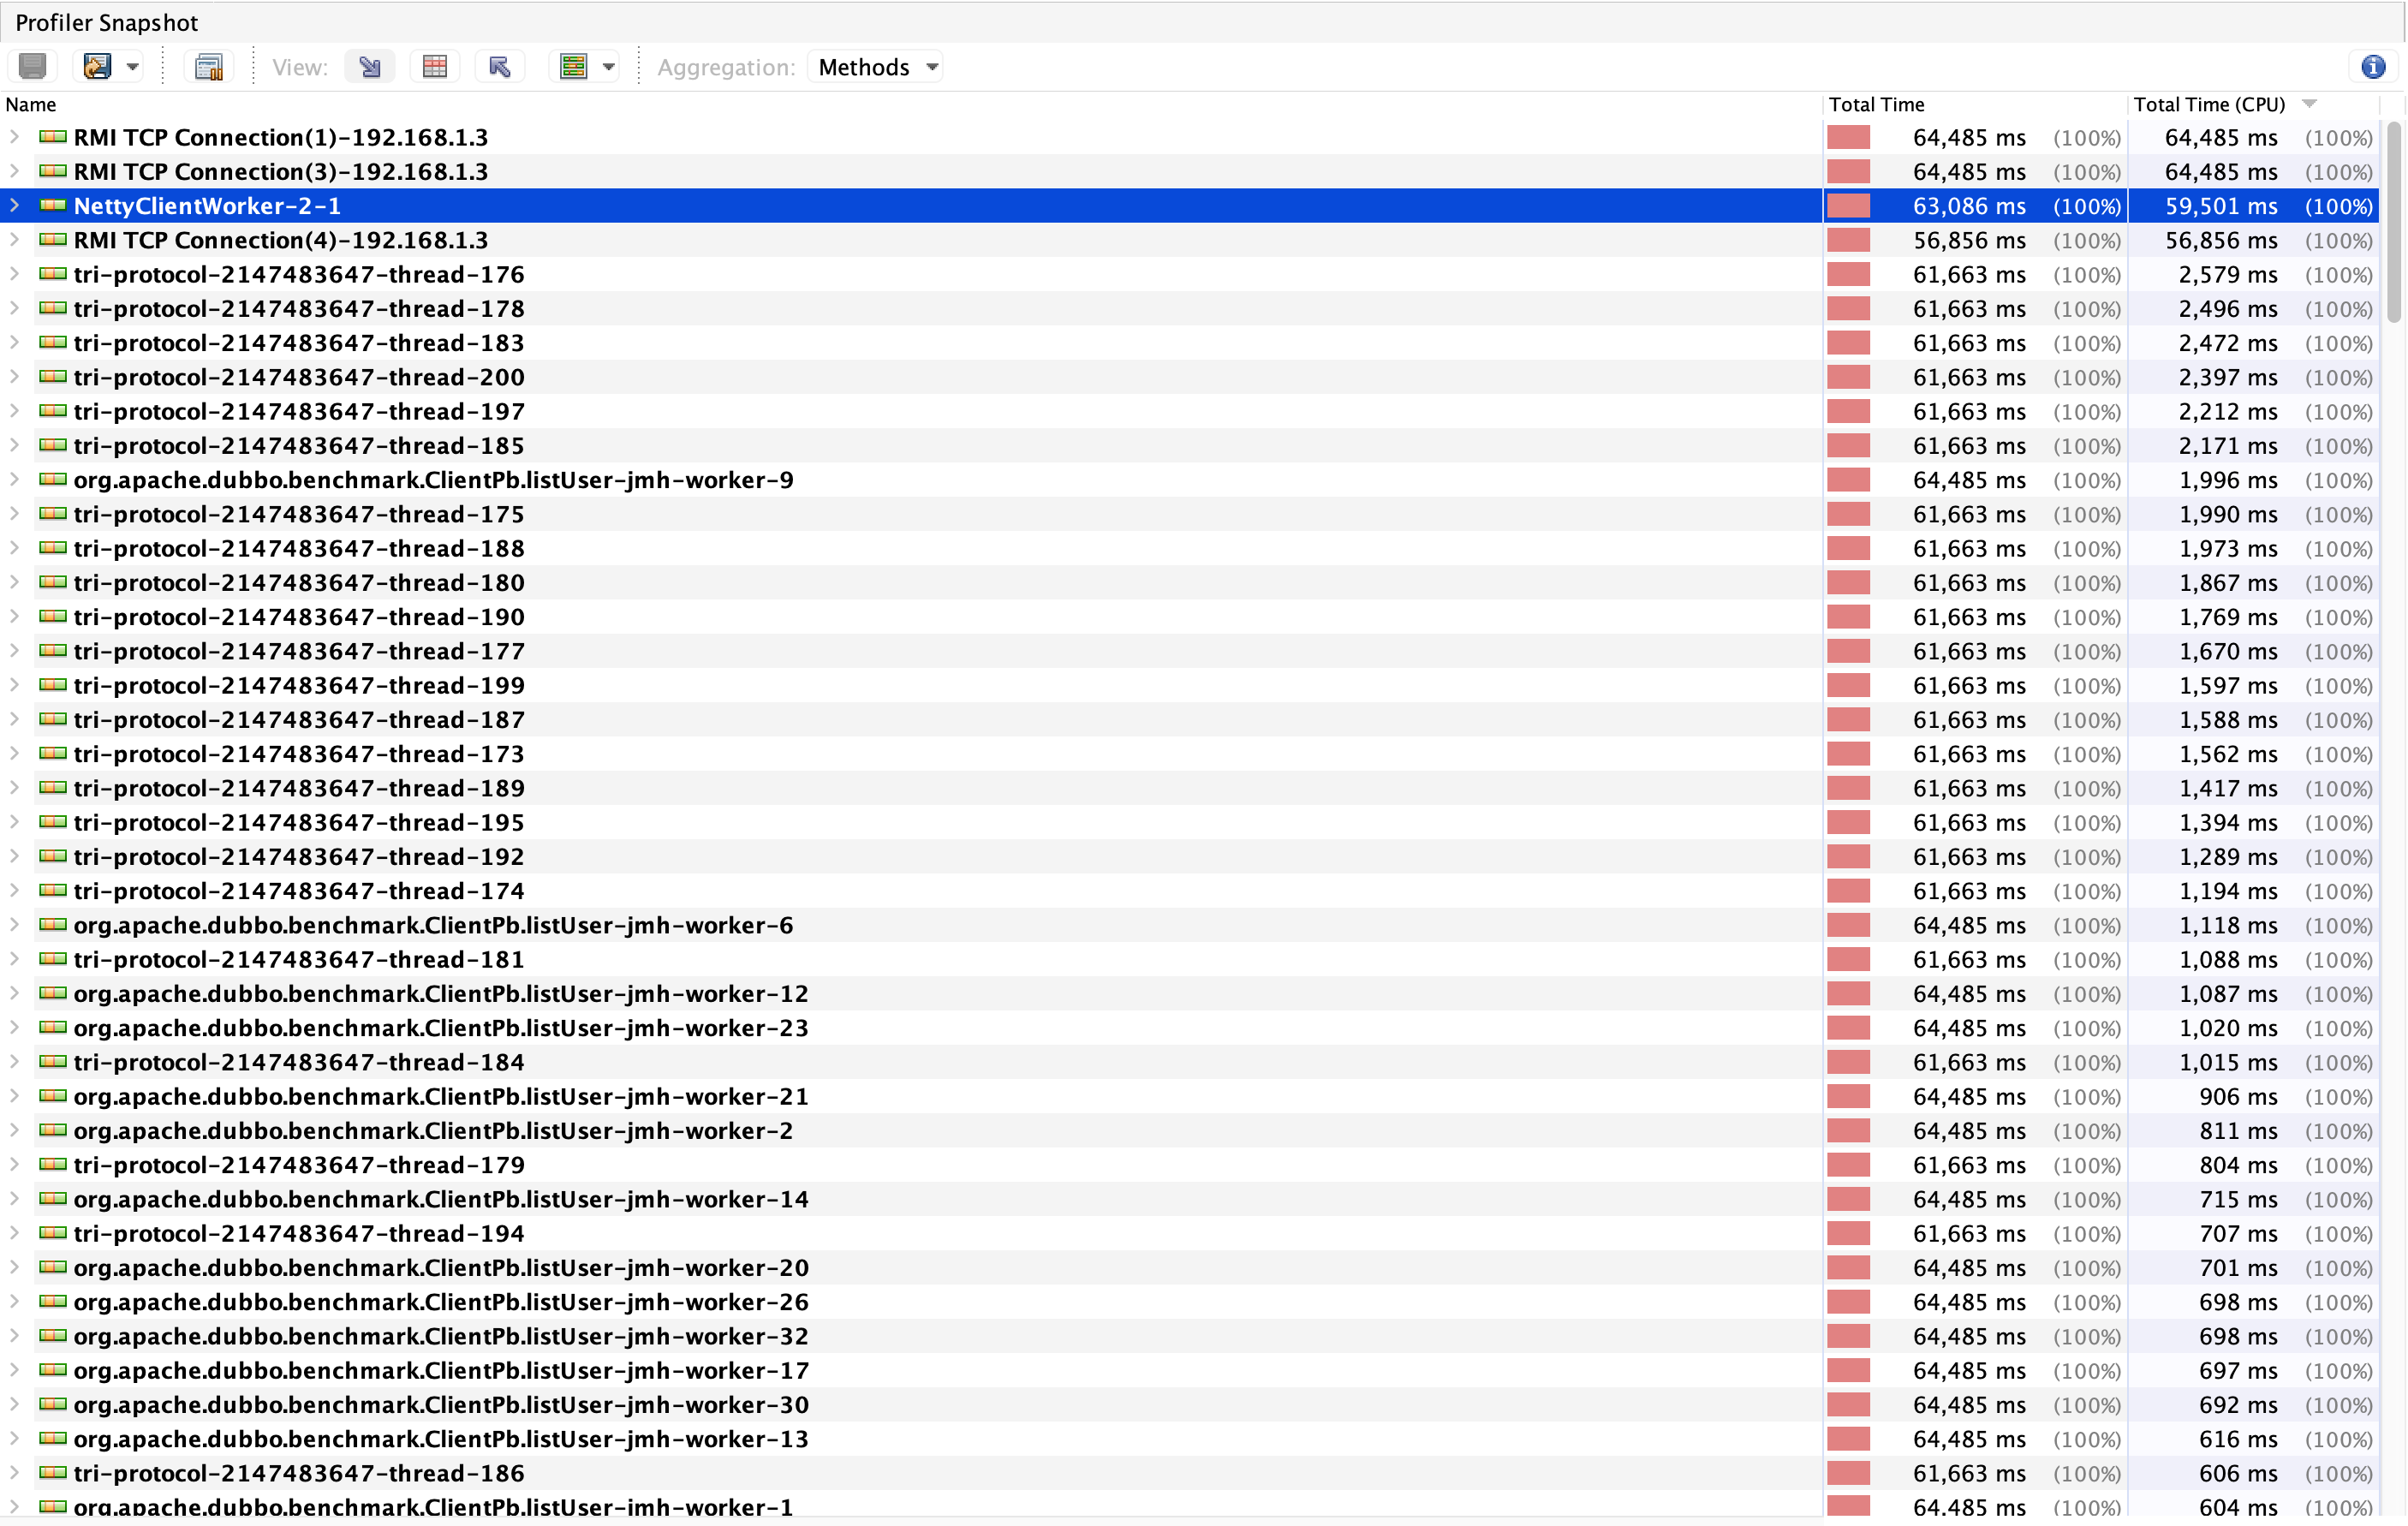 Profiler Snapshot
View: Aggregation: Methods
Name Total Time Total Time (CPU)
RMI TCP Connection(1)-192.168.1.3 64,485 ms (100%) 64,485 ms (100%)
RMI TCP Connection(3)-192.168.1.3 64,485 ms (100%) 64,485 ms (100%)
NettyClientWorker-2-1 63,086 ms (100%) 59,501 ms (100%)
RMI TCP Connection(4)-192.168.1.3 56,856 ms (100%) 56,856 ms (100%)
tri-protocol-2147483647-thread-176 61,663 ms (100%) 2,579 ms (100%)
tri-protocol-2147483647-thread-178 61,663 ms (100%) 2,496 ms (100%)
tri-protocol-2147483647-thread-183 61,663 ms (100%) 2,472 ms (100%)
tri-protocol-2147483647-thread-200 61,663 ms (100%) 2,397 ms (100%)
tri-protocol-2147483647-thread-197 61,663 ms (100%) 2,212 ms (100%)
tri-protocol-2147483647-thread-185 61,663 ms (100%) 2,171 ms (100%)
org.apache.dubbo.benchmark.ClientPb.listUser-jmh-worker-9 64,485 ms (100%) 1,996 ms (100%)
tri-protocol-2147483647-thread-175 61,663 ms (100%) 1,990 ms (100%)
tri-protocol-2147483647-thread-188 61,663 ms (100%) 1,973 ms (100%)
tri-protocol-2147483647-thread-180 61,663 ms (100%) 1,867 ms (100%)
tri-protocol-2147483647-thread-190 61,663 ms (100%) 1,769 ms (100%)
tri-protocol-2147483647-thread-177 61,663 ms (100%) 1,670 ms (100%)
tri-protocol-2147483647-thread-199 61,663 ms (100%) 1,597 ms (100%)
tri-protocol-2147483647-thread-187 61,663 ms (100%) 1,588 ms (100%)
tri-protocol-2147483647-thread-173 61,663 ms (100%) 1,562 ms (100%)
tri-protocol-2147483647-thread-189 61,663 ms (100%) 1,417 ms (100%)
tri-protocol-2147483647-thread-195 61,663 ms (100%) 1,394 ms (100%)
tri-protocol-2147483647-thread-192 61,663 ms (100%) 1,289 ms (100%)
tri-protocol-2147483647-thread-174 61,663 ms (100%) 1,194 ms (100%)
org.apache.dubbo.benchmark.ClientPb.listUser-jmh-worker-6 64,485 ms (100%) 1,118 ms (100%)
tri-protocol-2147483647-thread-181 61,663 ms (100%) 1,088 ms (100%)
org.apache.dubbo.benchmark.ClientPb.listUser-jmh-worker-12 64,485 ms (100%) 1,087 ms (100%)
org.apache.dubbo.benchmark.ClientPb.listUser-jmh-worker-23 64,485 ms (100%) 1,020 ms (100%)
tri-protocol-2147483647-thread-184 61,663 ms (100%) 1,015 ms (100%)
org.apache.dubbo.benchmark.ClientPb.listUser-jmh-worker-21 64,485 ms (100%) 906 ms (100%)
org.apache.dubbo.benchmark.ClientPb.listUser-jmh-worker-2 64,485 ms (100%) 811 ms (100%)
tri-protocol-2147483647-thread-179 61,663 ms (100%) 804 ms (100%)
org.apache.dubbo.benchmark.ClientPb.listUser-jmh-worker-14 64,485 ms (100%) 715 ms (100%)
tri-protocol-2147483647-thread-194 61,663 ms (100%) 707 ms (100%)
org.apache.dubbo.benchmark.ClientPb.listUser-jmh-worker-20 64,485 ms (100%) 701 ms (100%)
org.apache.dubbo.benchmark.ClientPb.listUser-jmh-worker-26 64,485 ms (100%) 698 ms (100%)
org.apache.dubbo.benchmark.ClientPb.listUser-jmh-worker-32 64,485 ms (100%) 698 ms (100%)
org.apache.dubbo.benchmark.ClientPb.listUser-jmh-worker-17 64,485 ms (100%) 697 ms (100%)
org.apache.dubbo.benchmark.ClientPb.listUser-jmh-worker-30 64,485 ms (100%) 692 ms (100%)
org.apache.dubbo.benchmark.ClientPb.listUser-jmh-worker-13 64,485 ms (100%) 616 ms (100%)
tri-protocol-2147483647-thread-186 61,663 ms (100%) 606 ms (100%)
org.apache.dubbo.benchmark.ClientPb.listUser-jmh-worker-1 64,485 ms (100%) 604 ms (100%)